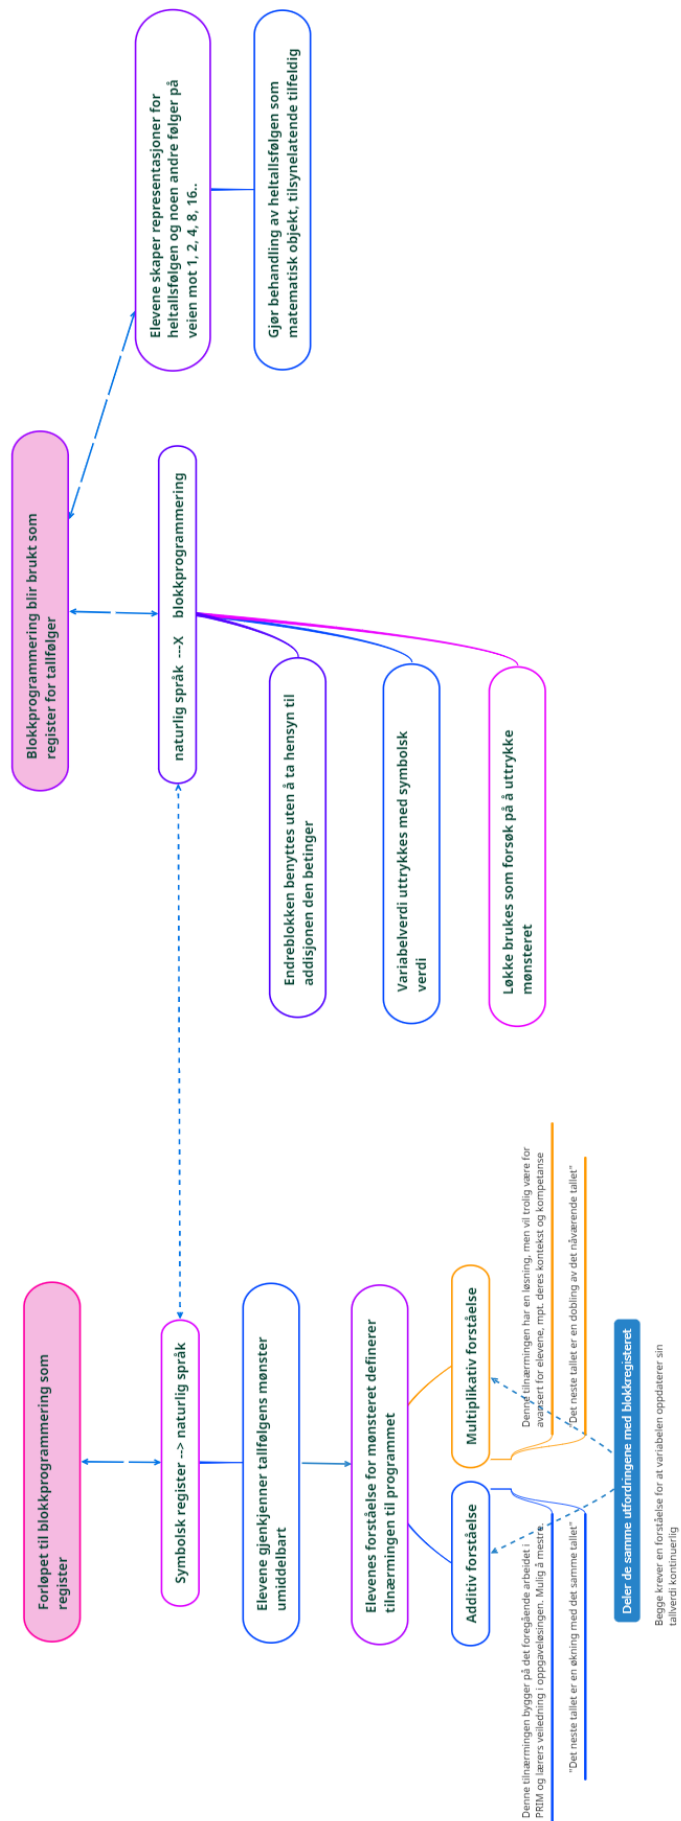 Forløpet til blokkprogrammering som
register
Symbolsk register --> naturlig språk
Elevene gjenkjenner tallfølgens mønster
umiddelbart
Elevenes forståelse for mønsteret definerer
tilnærmingen til programmet
Additiv forståelse
Multiplikativ forståelse
Denne tilnærmingen bygger på det foregående arbeidet i
PRIM og lærers veiledning i oppgaveløsingen. Mulig å mestre.
"Det neste tallet er en økning med det samme tallet"
Denne tilnærmingen har en løsning, men vil trolig være for
avansert for elevene, mpt. deres kontekst og kompetanse
"Det neste tallet er en dobling av det nåværende tallet"
Deler de samme utfordringene med blokkregisteret
Begge krever en forståelse for at variabelen oppdaterer sin
tallverdi kontinuerlig
Blokkprogrammering blir brukt som
register for tallfølger
naturlig språk ---X blokkprogrammering
Endreblokken benyttes uten å ta hensyn til
addisjonen den betinger
Variabelverdi uttrykkes med symbolsk
verdi
Løkke brukes som forsøk på å uttrykke
mønsteret
Elevene skaper representasjoner for
heltallsfølgen og noen andre følger på
veien mot 1, 2, 4, 8, 16..
Gjør behandling av heltallsfølgen som
matematisk objekt, tilsynelatende tilfeldig